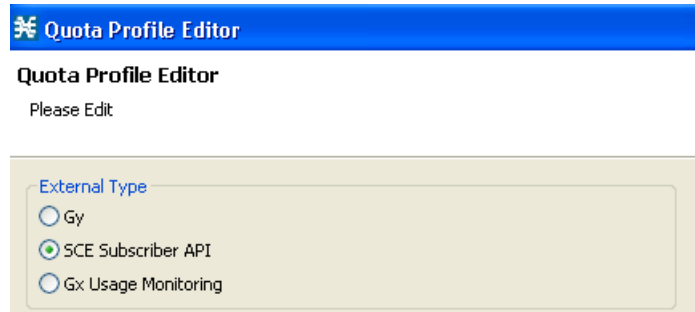 Quota Profile Editor
Quota Profile Editor
Please Edit
External Type
Gy
SCE Subscriber API
Gx Usage Monitoring